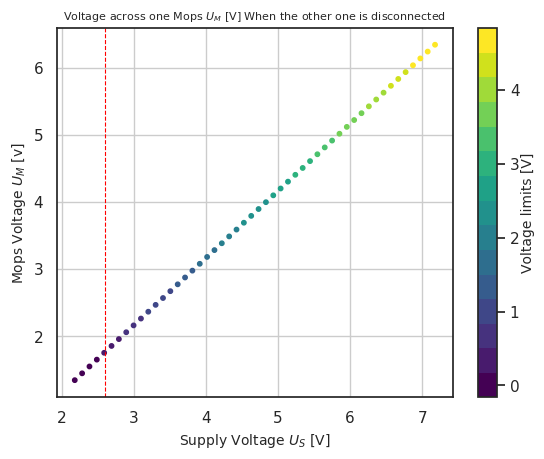 Voltage across one Mops U_M [V] When the other one is disconnected
6
5
4
3
2
Mops Voltage U_M [v]
2 3 4 5 6 7
Supply Voltage U_S [V]
4
3
2
1
0
Voltage limits [V]